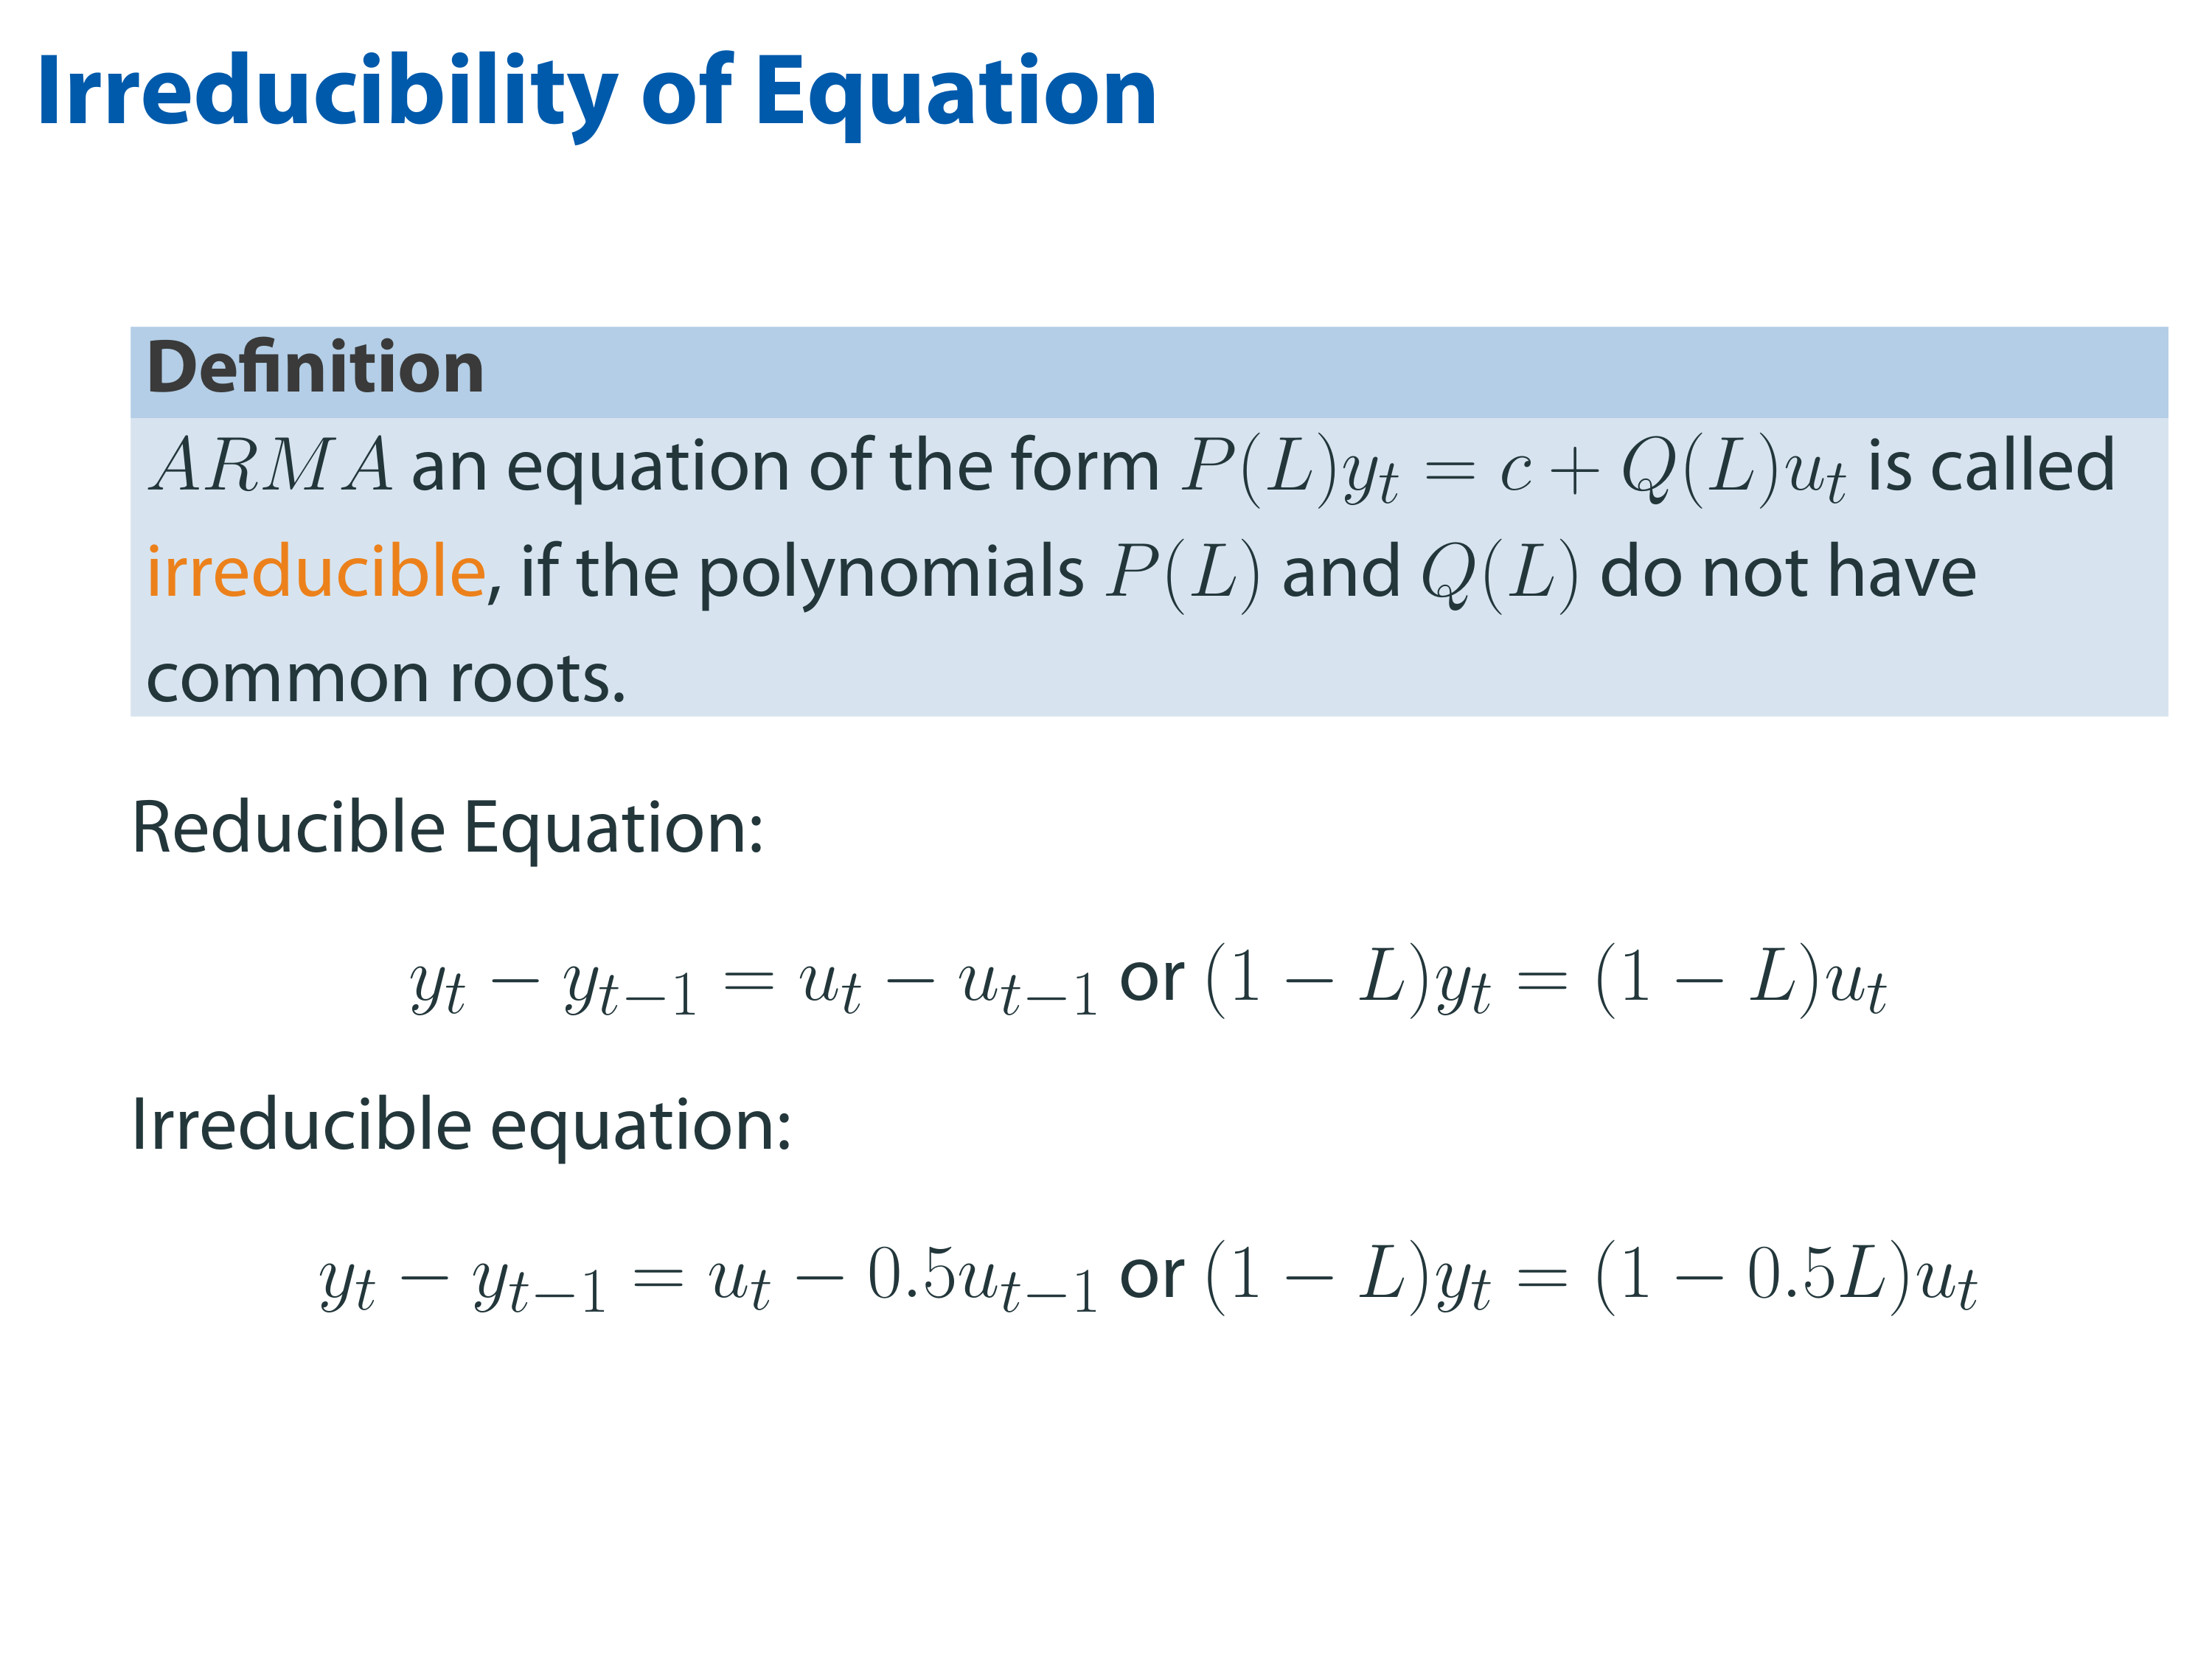 Irreducibility of Equation
Definition
ARMA an equation of the form P(L)y_t = c + Q(L)u_t is called
irreducible, if the polynomials P(L) and Q(L) do not have
common roots.
Reducible Equation:
y_t − y_{t−1} = u_t − u_{t−1} or (1 − L)y_t = (1 − L)u_t
Irreducible equation:
y_t − y_{t−1} = u_t − 0.5u_{t−1} or (1 − L)y_t = (1 − 0.5L)u_t